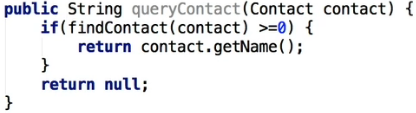 public String queryContact(Contact contact) {
    if(findContact(contact) >=0) {
        return contact.getName();
    }
    return null;
}